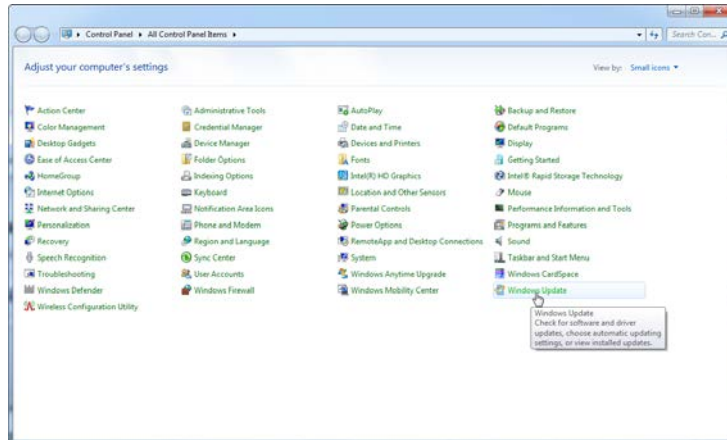 Control Panel ▸ All Control Panel Items ▸
Search Con...
Adjust your computer's settings
View by: Small icons
Action Center
Administrative Tools
AutoPlay
Backup and Restore
Color Management
Credential Manager
Date and Time
Default Programs
Desktop Gadgets
Device Manager
Devices and Printers
Display
Ease of Access Center
Folder Options
Fonts
Getting Started
HomeGroup
Indexing Options
Intel(R) HD Graphics
Intel® Rapid Storage Technology
Internet Options
Keyboard
Location and Other Sensors
Mouse
Network and Sharing Center
Notification Area Icons
Parental Controls
Performance Information and Tools
Personalization
Phone and Modem
Power Options
Programs and Features
Recovery
Region and Language
RemoteApp and Desktop Connections
Sound
Speech Recognition
Sync Center
System
Taskbar and Start Menu
Troubleshooting
User Accounts
Windows Anytime Upgrade
Windows CardSpace
Windows Defender
Windows Firewall
Windows Mobility Center
Windows Update
Wireless Configuration Utility
Windows Update
Check for software and driver
updates, choose automatic updating
settings, or view installed updates.